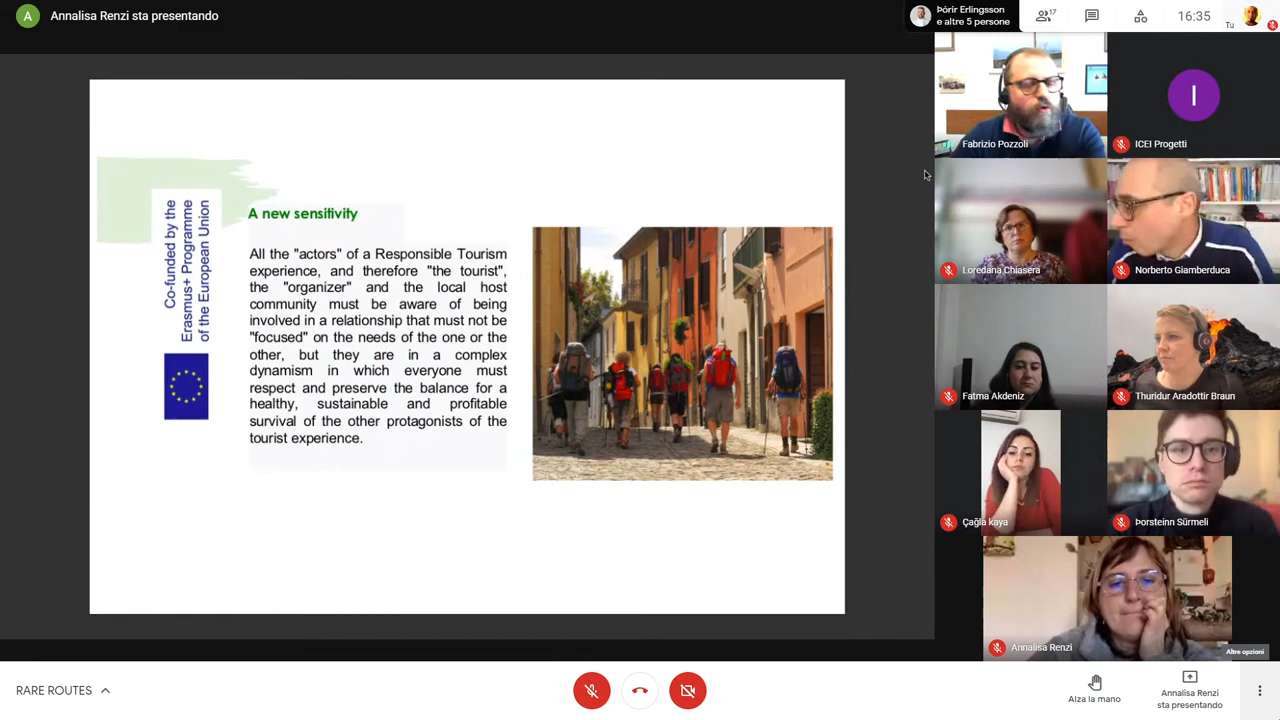 A
Annalisa Renzi sta presentando
Þórir Erlingsson
e altre 5 persone
17
16:35
Tu
Co-funded by the
Erasmus+ Programme
of the European Union
A new sensitivity
All the "actors" of a Responsible Tourism
experience, and therefore "the tourist",
the "organizer" and the local host
community must be aware of being
involved in a relationship that must not be
"focused" on the needs of the one or the
other, but they are in a complex
dynamism in which everyone must
respect and preserve the balance for a
healthy, sustainable and profitable
survival of the other protagonists of the
tourist experience.
Fabrizio Pozzoli
I
ICEI Progetti
Loredana Chiasera
Norberto Giamberduca
Fatma Akdeniz
Thuridur Aradottir Braun
Çağla kaya
Þorsteinn Sürmeli
Annalisa Renzi
Altre opzioni
RARE ROUTES
Alza la mano
Annalisa Renzi
sta presentando